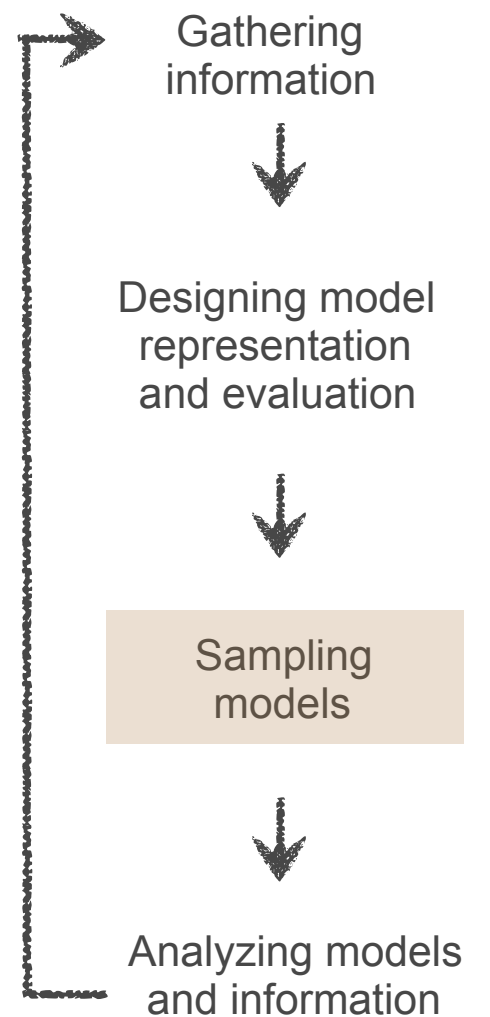 Gathering
information
Designing model
representation
and evaluation
Sampling
models
Analyzing models
and information